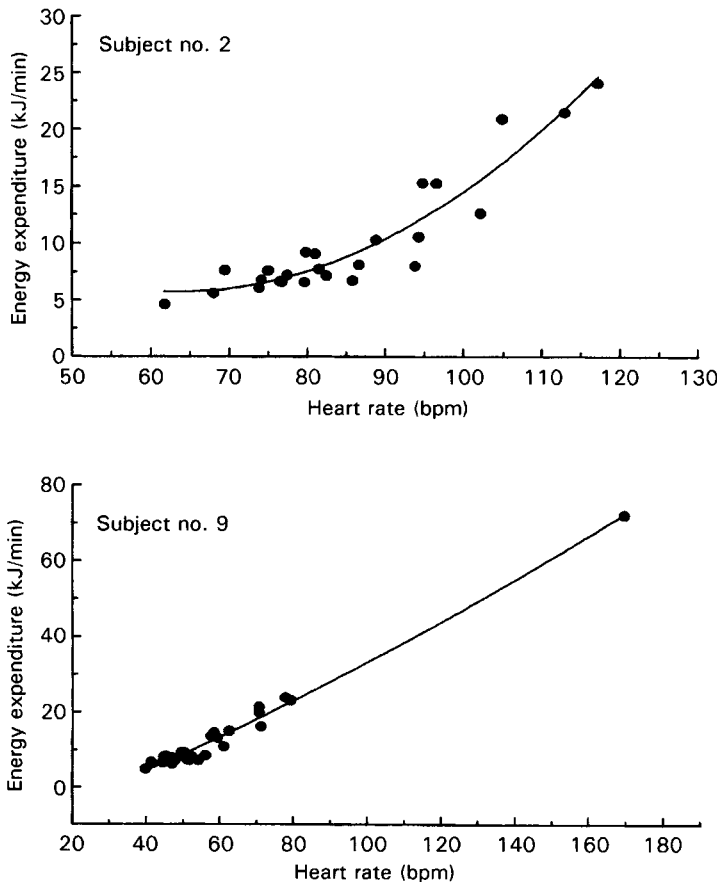 Subject no. 2
Energy expenditure (kJ/min)
30
25
20
15
10
5
0
50 60 70 80 90 100 110 120 130
Heart rate (bpm)
Subject no. 9
Energy expenditure (kJ/min)
80
60
40
20
0
20 40 60 80 100 120 140 160 180
Heart rate (bpm)